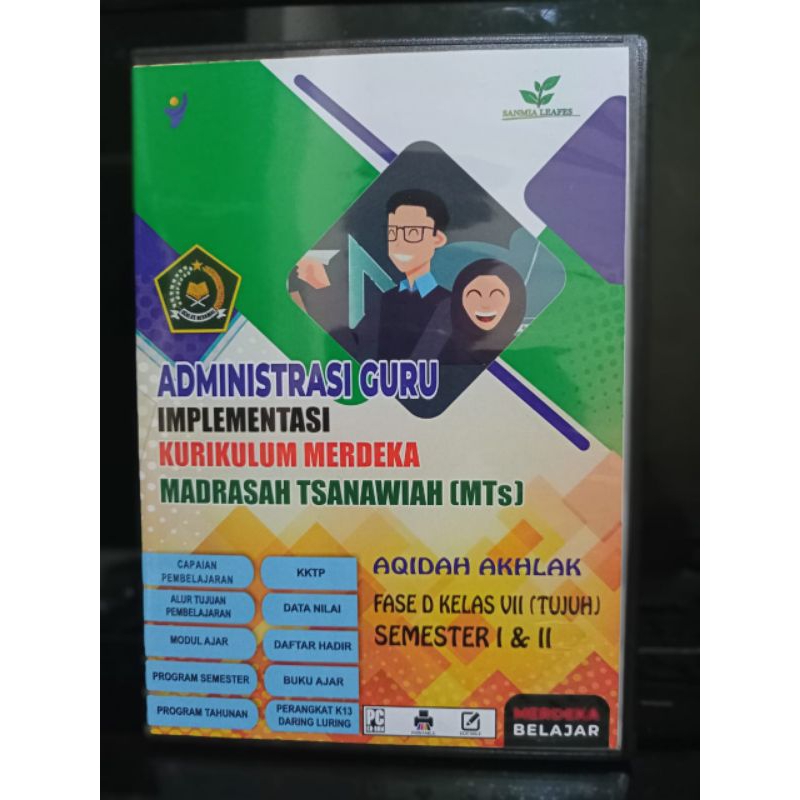 SANMIA LEAFES
ADMINISTRASI GURU
IMPLEMENTASI
KURIKULUM MERDEKA
MADRASAH TSANAWIAH (MTs)
CAPAIAN
PEMBELAJARAN
KKTP
ALUR TUJUAN
PEMBELAJARAN
DATA NILAI
MODUL AJAR
DAFTAR HADIR
PROGRAM SEMESTER
BUKU AJAR
PROGRAM TAHUNAN
PERANGKAT K13
DARING LURING
AQIDAH AKHLAK
FASE D KELAS VII (TUJUH)
SEMESTER I & II
PC
MERDEKA
BELAJAR